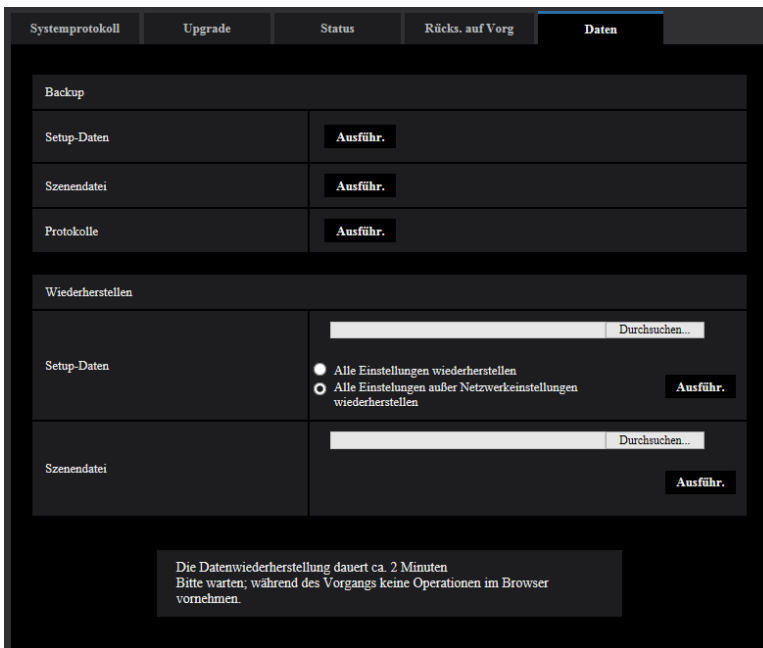 Systemprotokoll
Upgrade
Status
Rücks. auf Vorg
Daten
Backup
Setup-Daten
Ausführ.
Szenendatei
Ausführ.
Protokolle
Ausführ.
Wiederherstellen
Setup-Daten
Durchsuchen...
Alle Einstellungen wiederherstellen
Alle Einstelungen außer Netzwerkeinstellungen
wiederherstellen
Ausführ.
Szenendatei
Durchsuchen...
Ausführ.
Die Datenwiederherstellung dauert ca. 2 Minuten
Bitte warten; während des Vorgangs keine Operationen im Browser
vornehmen.